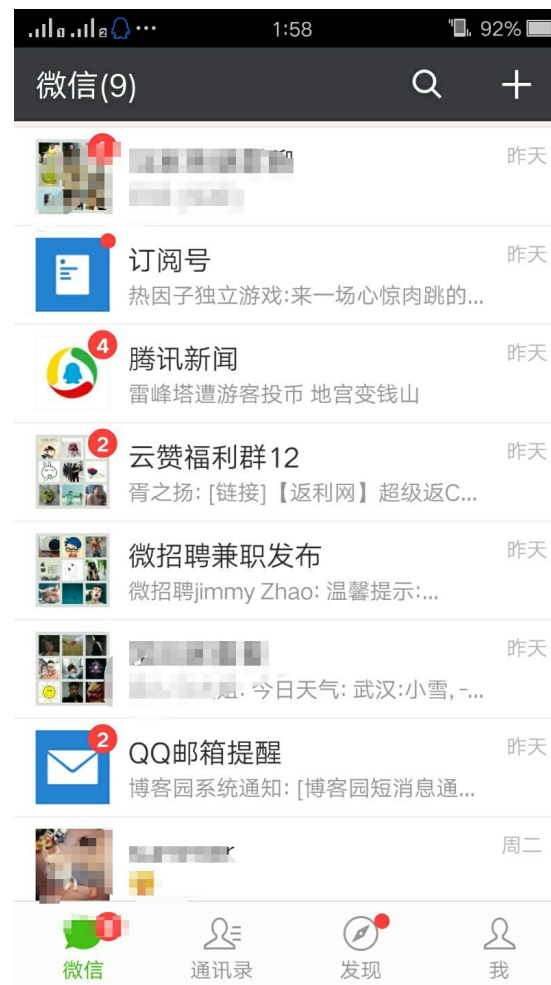 1:58
92%
微信(9)
昨天
订阅号
昨天
热因子独立游戏:来一场心惊肉跳的...
4
腾讯新闻
昨天
雷峰塔遭游客投币 地宫变钱山
2
云赞福利群12
昨天
胥之扬: [链接]【返利网】超级返C...
微招聘兼职发布
昨天
微招聘jimmy Zhao: 温馨提示:...
昨天
: 今日天气: 武汉:小雪, -...
2
QQ邮箱提醒
昨天
博客园系统通知: [博客园短消息通...
周二
微信
通讯录
发现
我